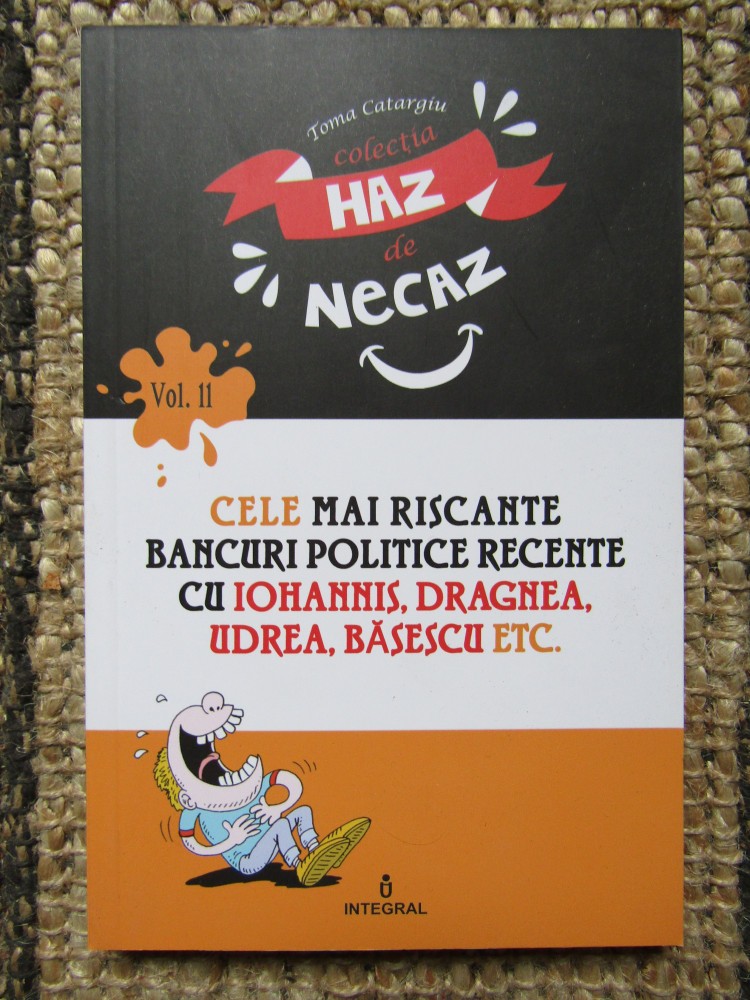 Toma Catargiu
colecția
HAZ
de
NeCAZ
Vol. 11
CELE MAI RISCANTE
BANCURI POLITICE RECENTE
CU IOHANNIS, DRAGNEA,
UDREA, BĂSESCU ETC.
INTEGRAL